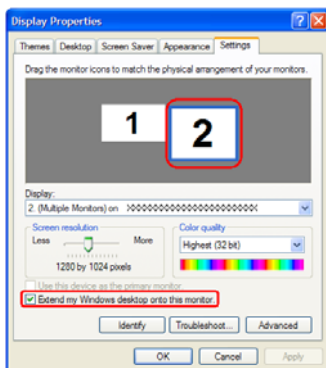 Display Properties
Themes Desktop Screen Saver Appearance Settings
Drag the monitor icons to match the physical arrangement of your monitors.
1 2
Display:
2. (Multiple Monitors) on XXXXXXXXXXXXXXXXXXXXXXX
Screen resolution
Less More
1280 by 1024 pixels
Color quality
Highest (32 bit)
Use this device as the primary monitor.
Extend my Windows desktop onto this monitor.
Identify Troubleshoot... Advanced
OK Cancel Apply